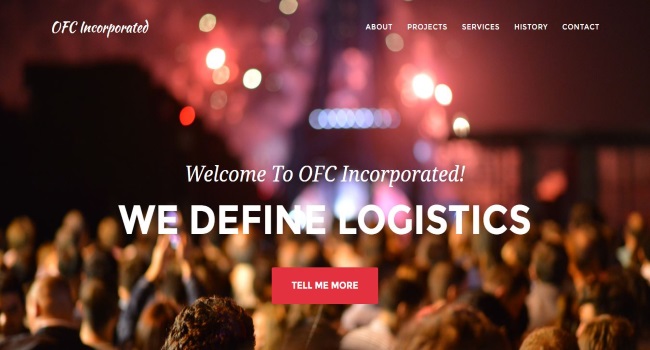 OFC Incorporated
ABOUT PROJECTS SERVICES HISTORY CONTACT
Welcome To OFC Incorporated!
WE DEFINE LOGISTICS
TELL ME MORE